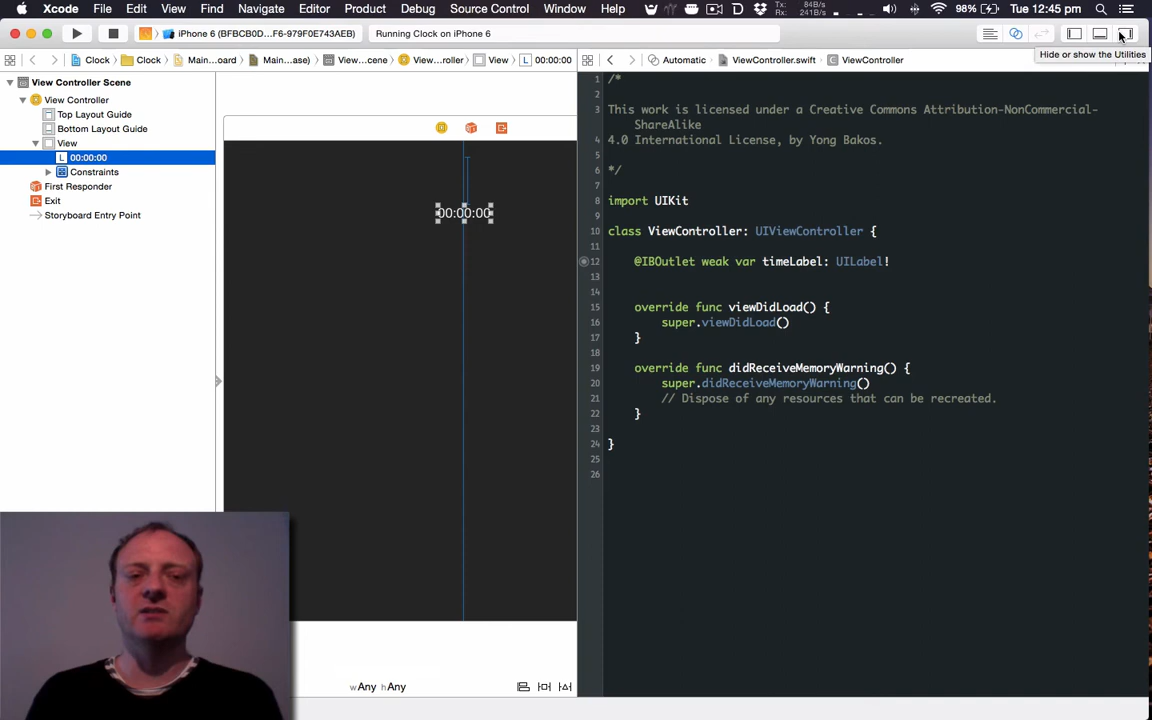 Xcode File Edit View Find Navigate Editor Product Debug Source Control Window Help Tx: 84B/s Rx: 241B/s 98% Tue 12:45 PM
iPhone 6 (BFBCB0D...F6-979F043AEB) Running Clock on iPhone 6
Hide or show the Utilities
Clock Clock Main....oard Main....ase) View....cene View....roller View L 00:00:00 Automatic ViewController.swift C ViewController
View Controller Scene
View Controller
Top Layout Guide
Bottom Layout Guide
View
L 00:00:00
Constraints
First Responder
Exit
Storyboard Entry Point
00:00:00
wAny hAny
1 /*
2
3 This work is licensed under a Creative Commons Attribution-NonCommercial-
ShareAlike
4 4.0 International License, by Yong Bakos.
5
6 */
7
8 import UIKit
9
10 class ViewController: UIViewController {
11
12 @IBOutlet weak var timeLabel: UILabel!
13
14
15 override func viewDidLoad() {
16 super.viewDidLoad()
17 }
18
19 override func didReceiveMemoryWarning() {
20 super.didReceiveMemoryWarning()
21 // Dispose of any resources that can be recreated.
22 }
23
24 }
25
26